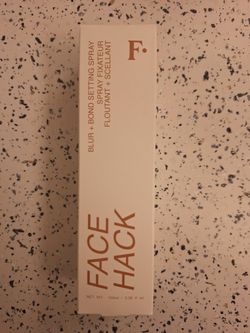 F.
BLUR + BOND SETTING SPRAY
SPRAY FIXATEUR
FLOUTANT + SCELLANT
FACE
HACK